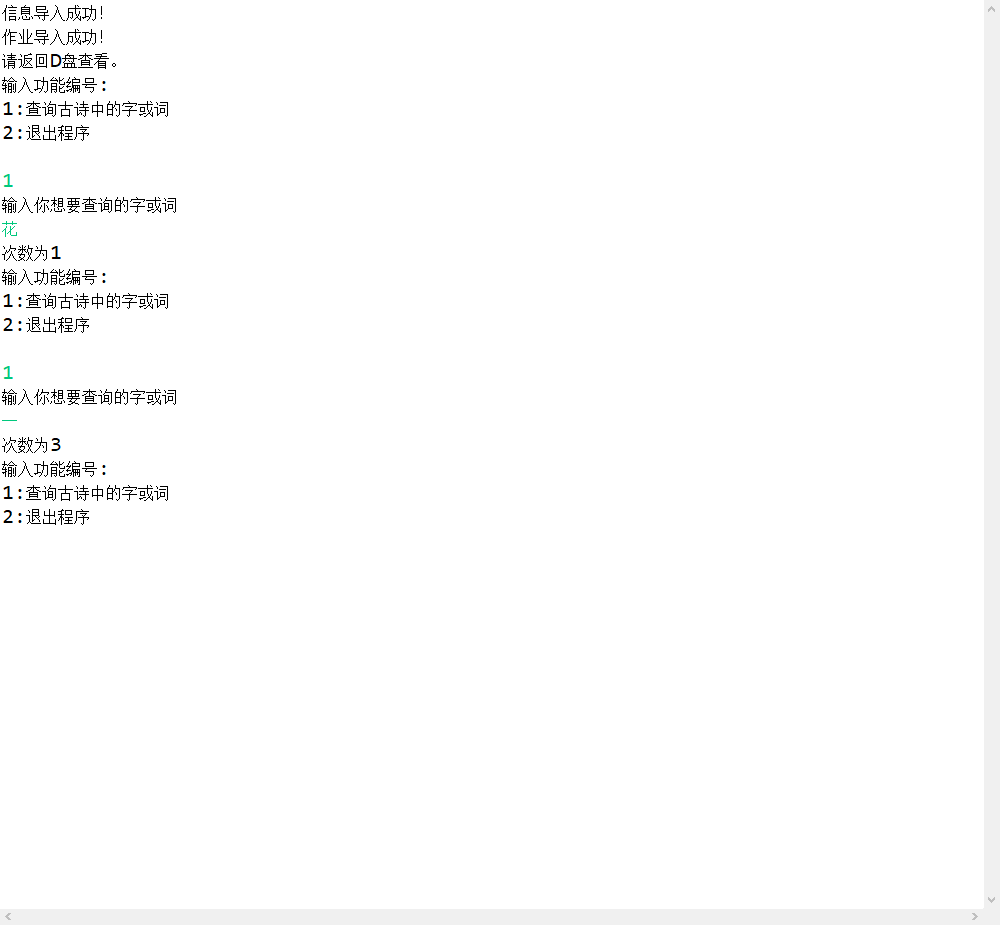 信息导入成功!
作业导入成功!
请返回D盘查看。
输入功能编号:
1:查询古诗中的字或词
2:退出程序
1
输入你想要查询的字或词
花
次数为1
输入功能编号:
1:查询古诗中的字或词
2:退出程序
1
输入你想要查询的字或词
一
次数为3
输入功能编号:
1:查询古诗中的字或词
2:退出程序